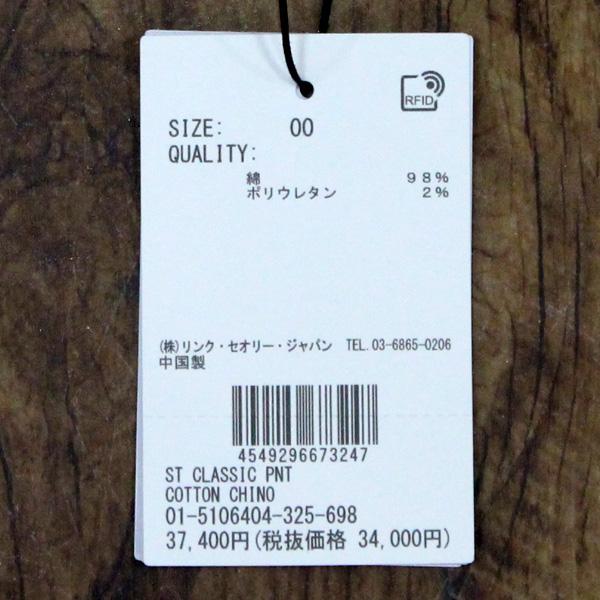 RFID
SIZE: 00
QUALITY:
綿 98%
ポリウレタン 2%
(株)リンク・セオリー・ジャパン TEL.03-6865-0206
中国製
4549296673247
ST CLASSIC PNT
COTTON CHINO
01-5106404-325-698
37,400円(税抜価格 34,000円)